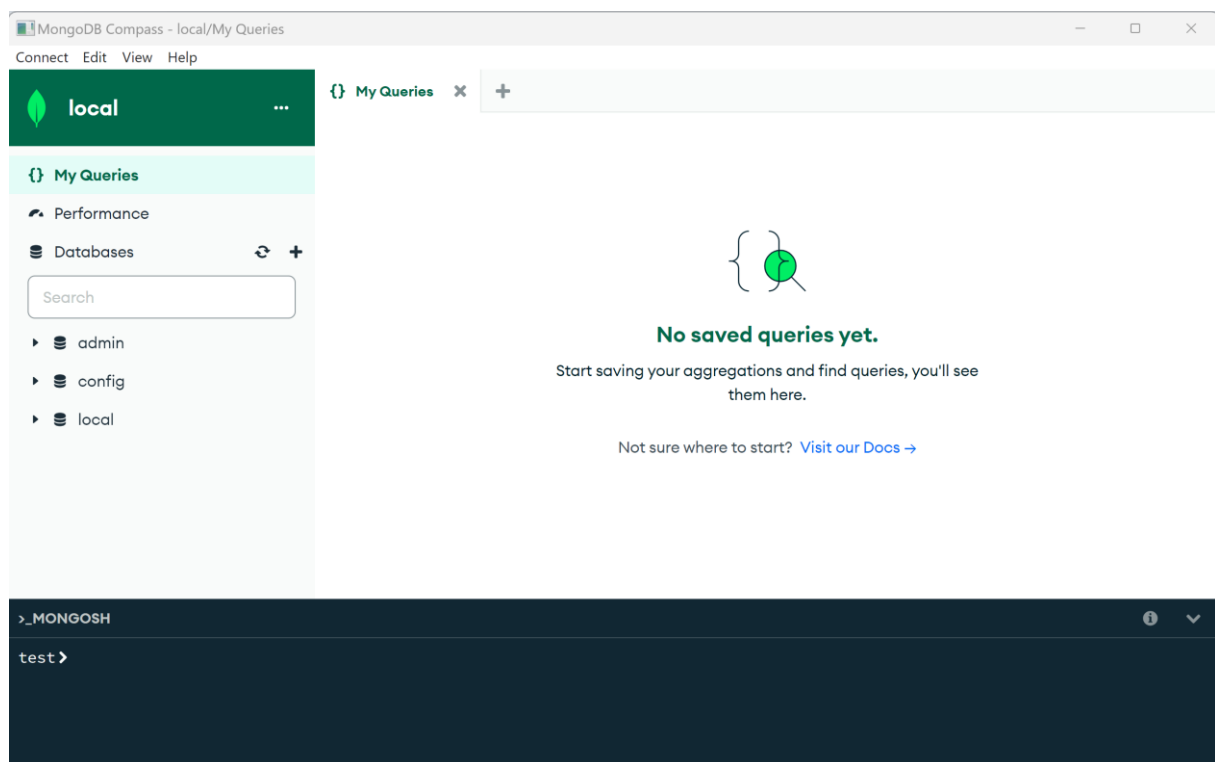 MongoDB Compass - local/My Queries
Connect Edit View Help
local
{} My Queries
My Queries
Performance
Databases
Search
admin
config
local
No saved queries yet.
Start saving your aggregations and find queries, you'll see
them here.
Not sure where to start? Visit our Docs →
>_MONGOSH
test>